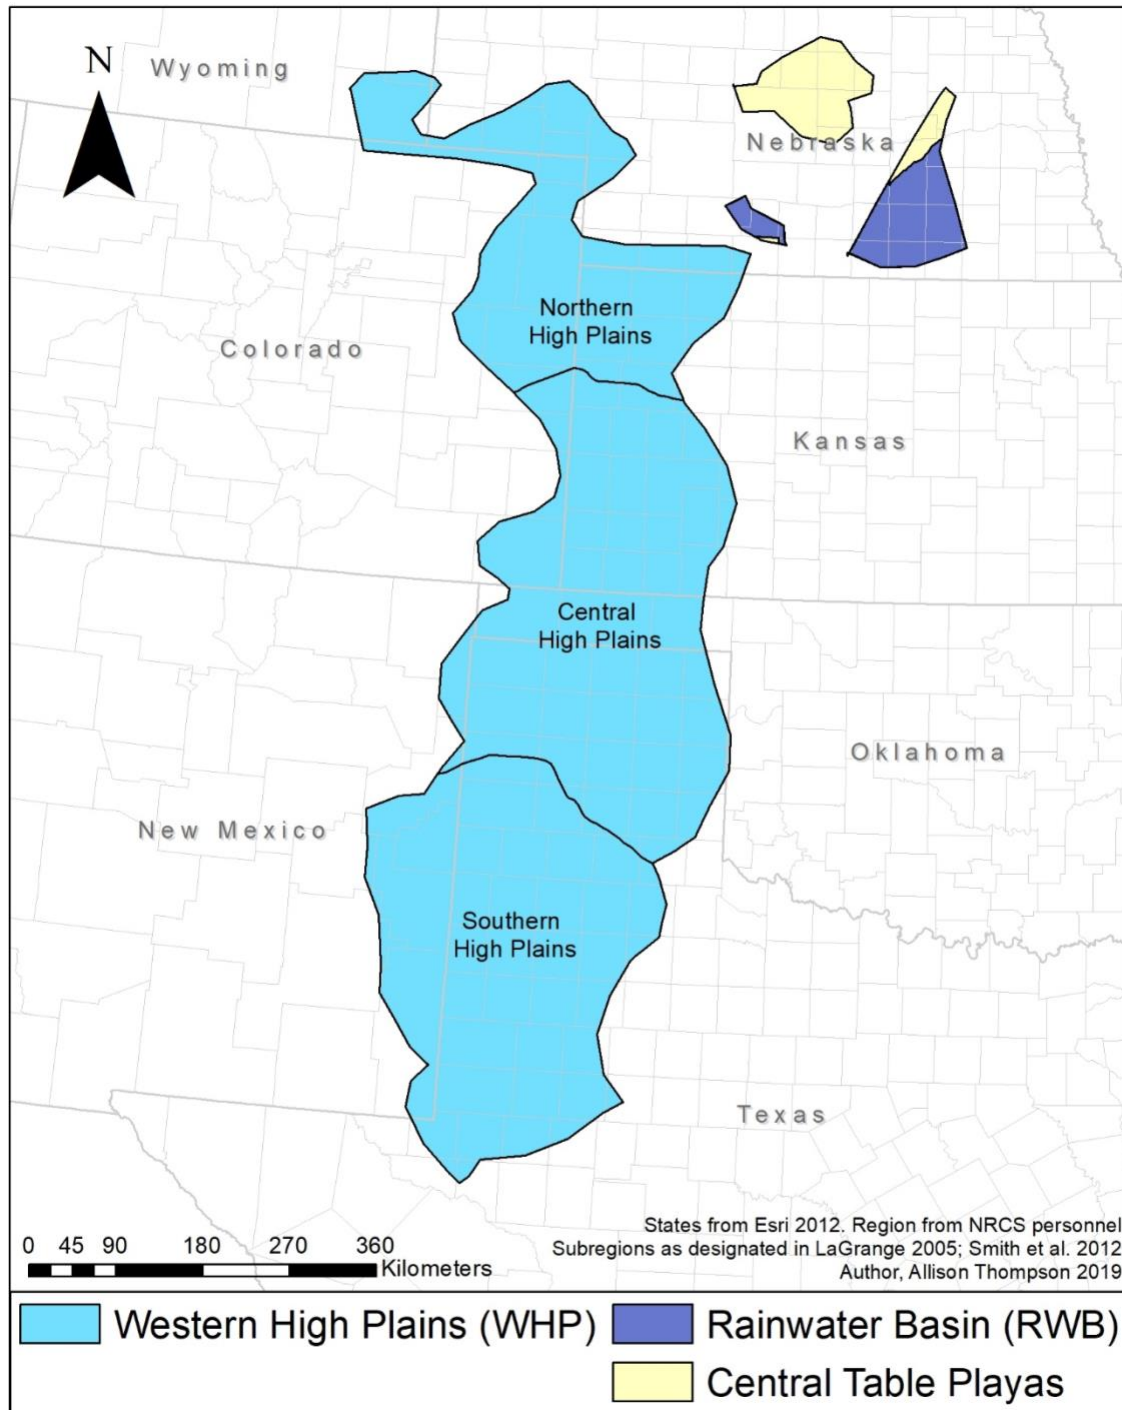 N
Wyoming
Nebraska
Northern
High Plains
Colorado
Kansas
Central
High Plains
Oklahoma
New Mexico
Southern
High Plains
Texas
States from Esri 2012. Region from NRCS personnel
Subregions as designated in LaGrange 2005; Smith et al. 2012
Author, Allison Thompson 2019
0 45 90 180 270 360
Kilometers
Western High Plains (WHP)
Rainwater Basin (RWB)
Central Table Playas